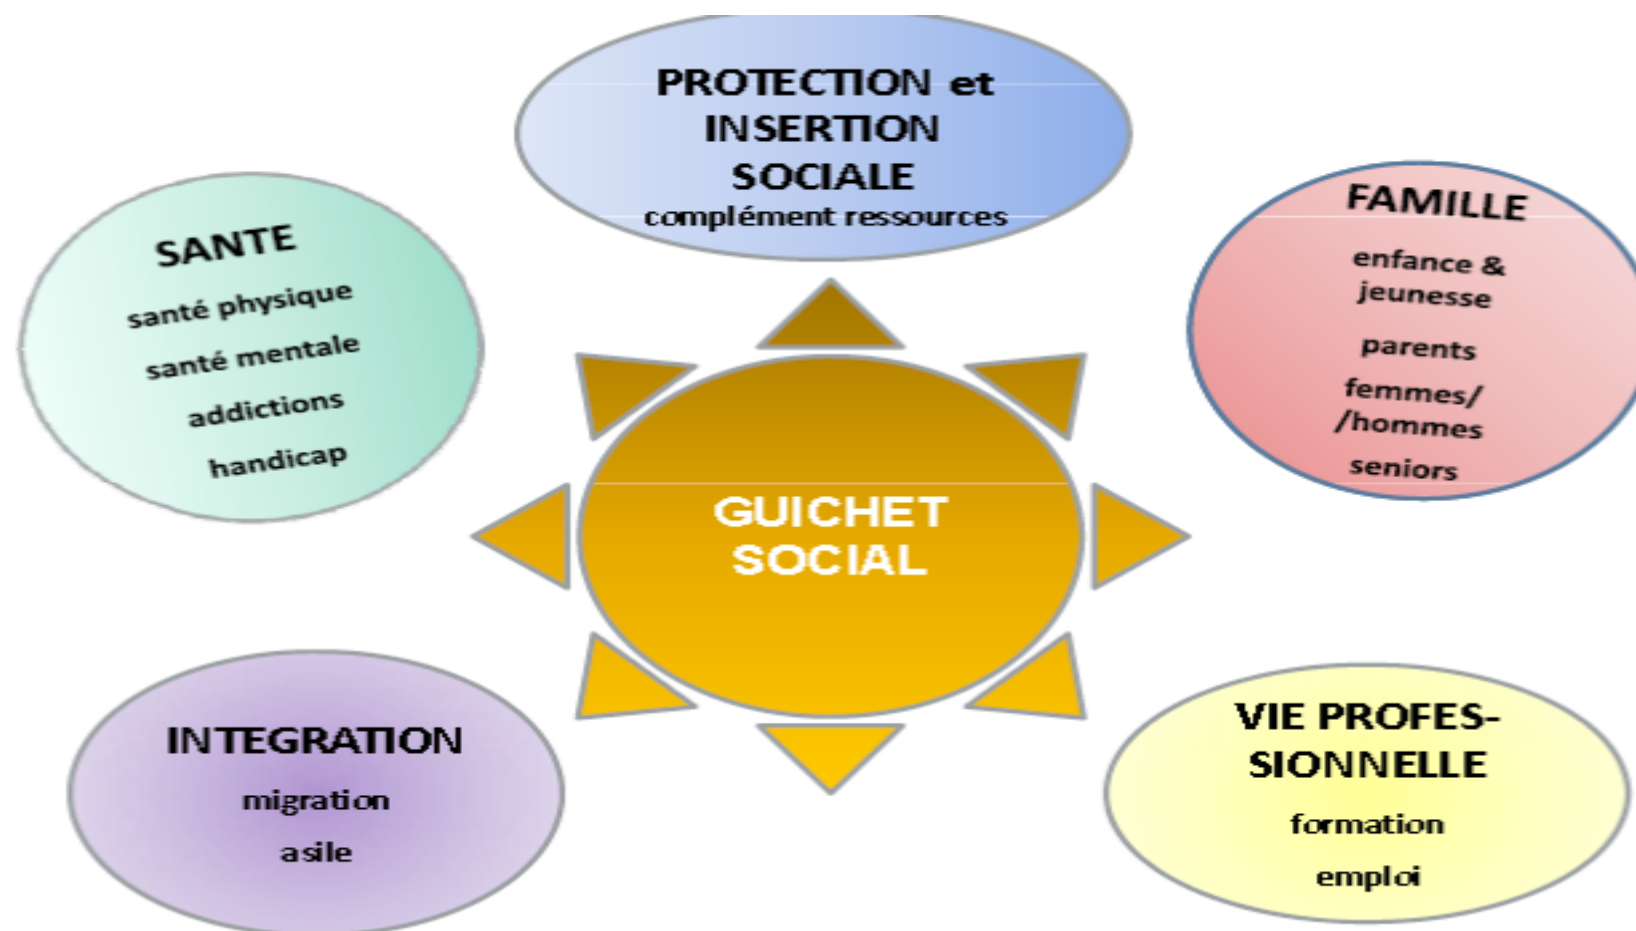 PROTECTION et
INSERTION
SOCIALE
complément ressources
SANTE
santé physique
santé mentale
addictions
handicap
FAMILLE
enfance &
jeunesse
parents
femmes/
/hommes
seniors
GUICHET
SOCIAL
INTEGRATION
migration
asile
VIE PROFES-
SIONNELLE
formation
emploi